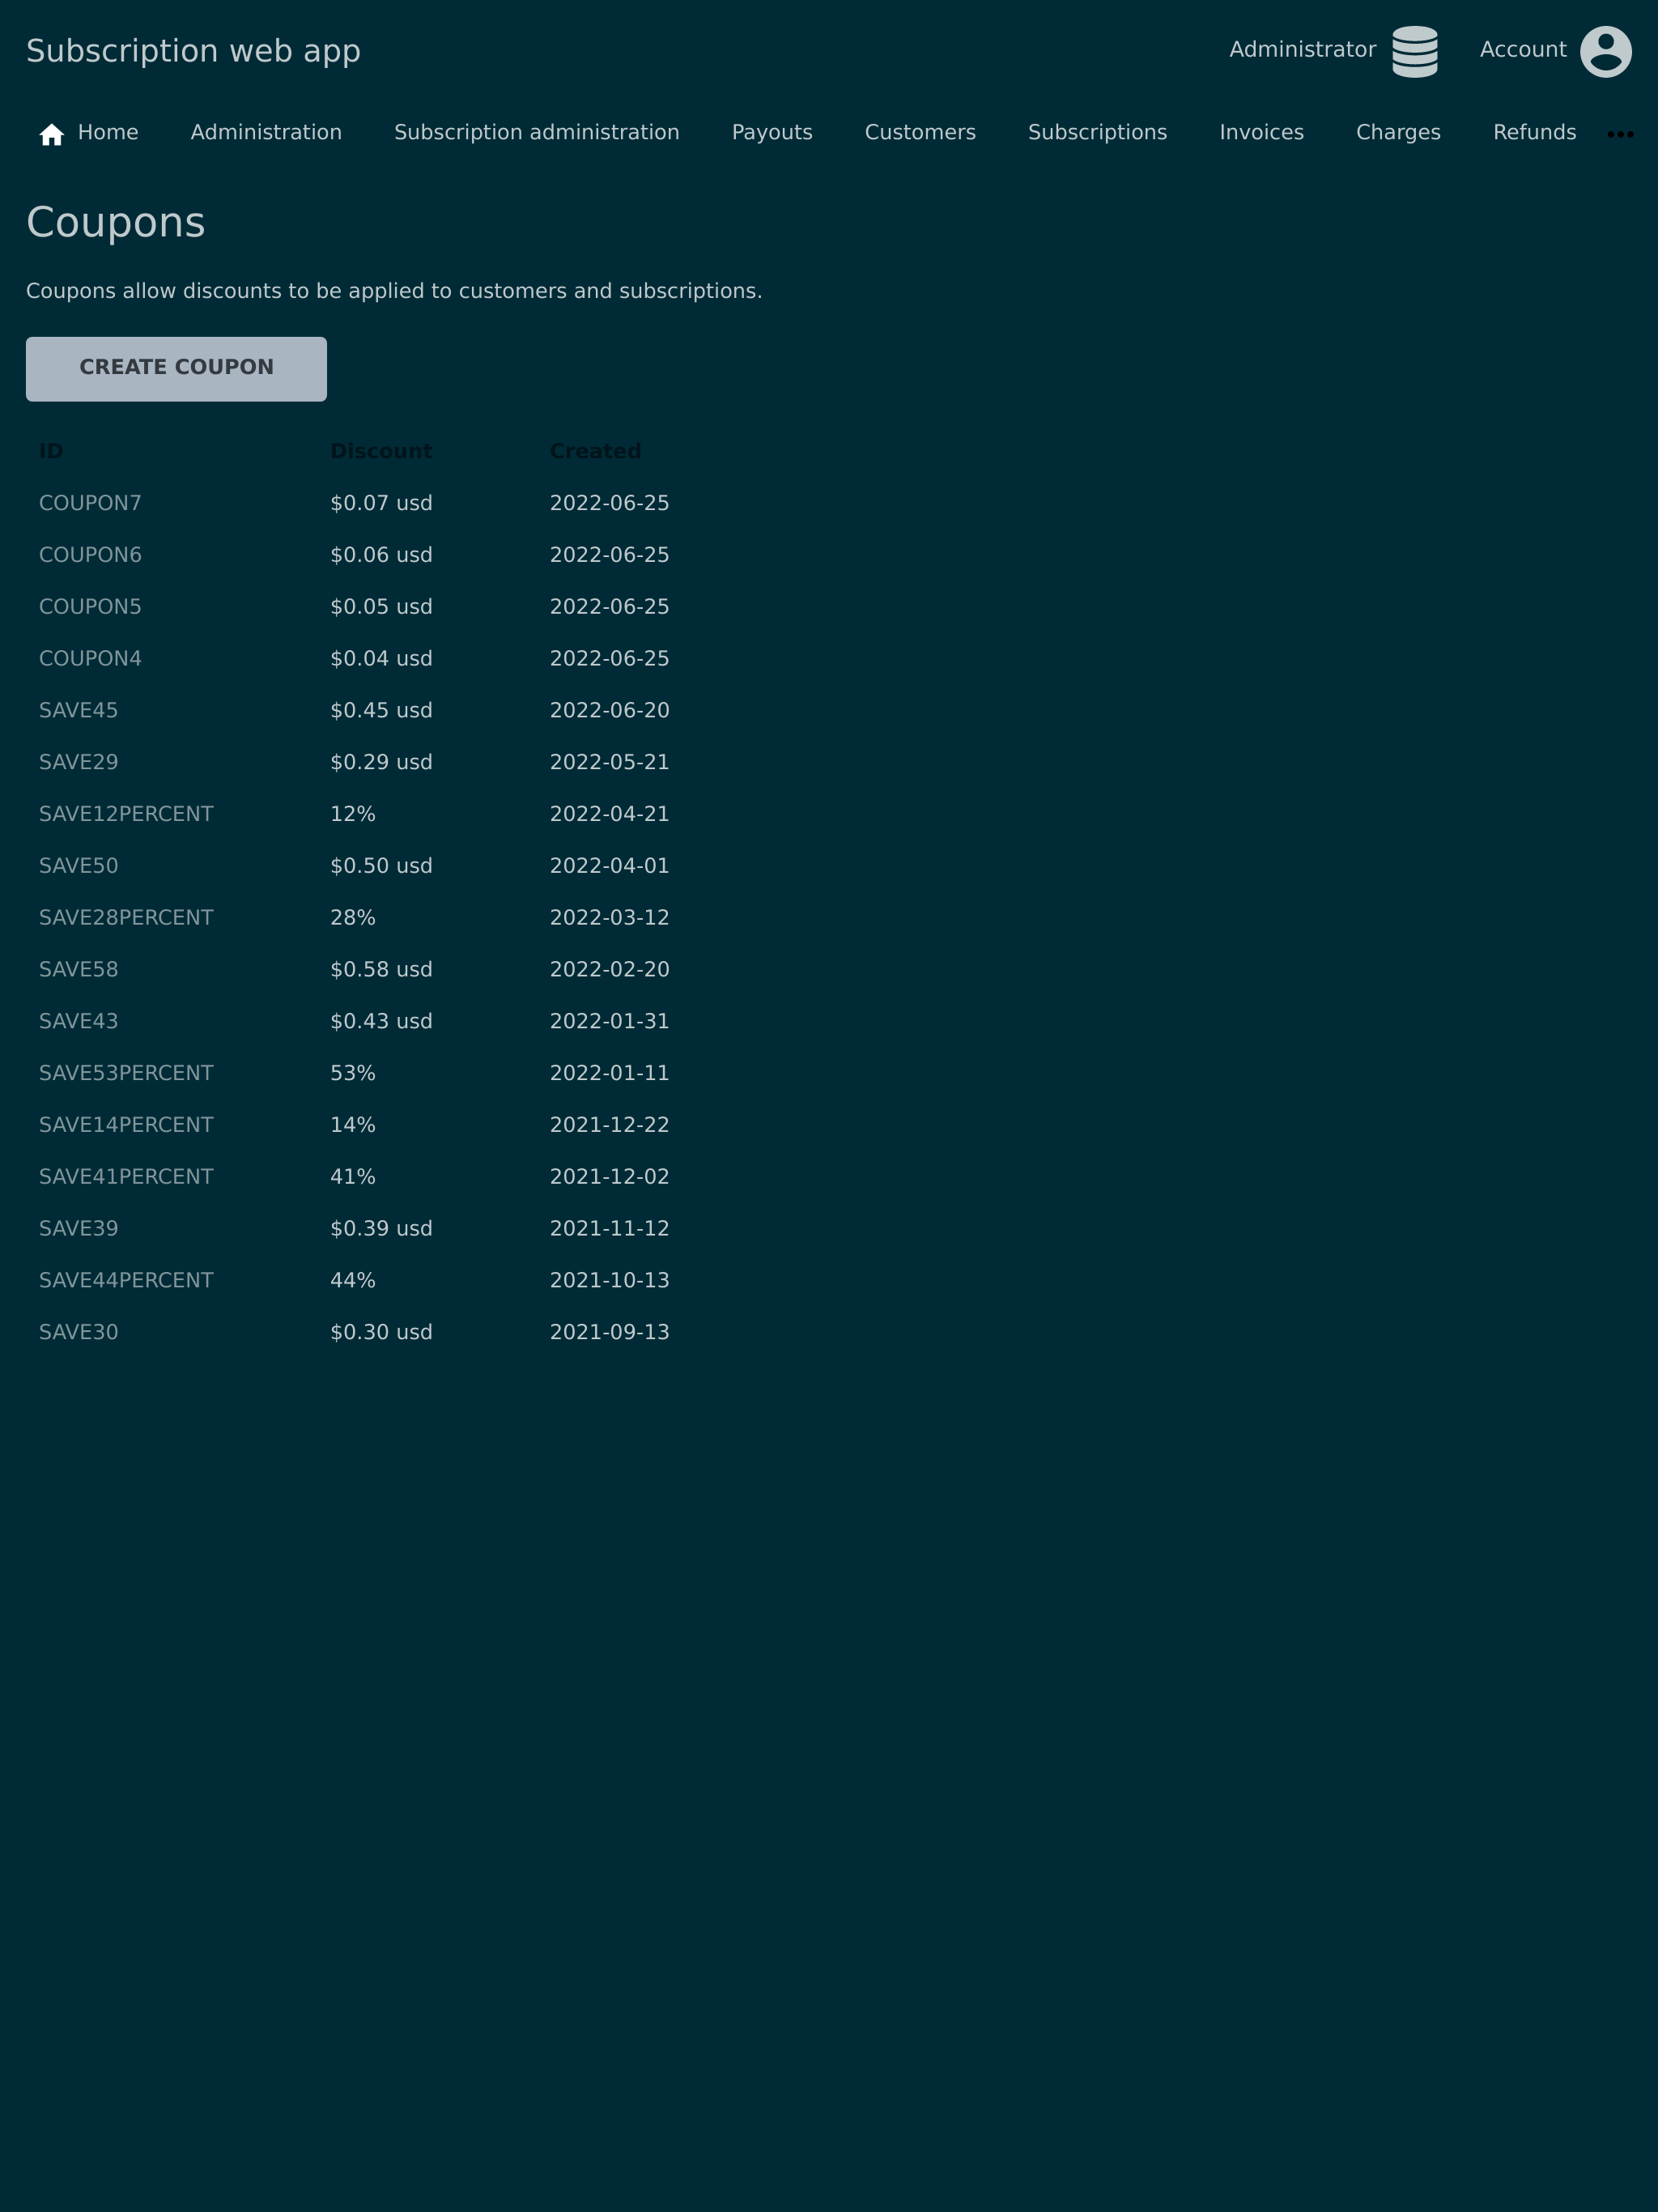 Subscription web app Administrator Account
Home Administration Subscription administration Payouts Customers Subscriptions Invoices Charges Refunds •••
Coupons
Coupons allow discounts to be applied to customers and subscriptions.
CREATE COUPON
ID Discount Created
COUPON7 $0.07 usd 2022-06-25
COUPON6 $0.06 usd 2022-06-25
COUPON5 $0.05 usd 2022-06-25
COUPON4 $0.04 usd 2022-06-25
SAVE45 $0.45 usd 2022-06-20
SAVE29 $0.29 usd 2022-05-21
SAVE12PERCENT 12% 2022-04-21
SAVE50 $0.50 usd 2022-04-01
SAVE28PERCENT 28% 2022-03-12
SAVE58 $0.58 usd 2022-02-20
SAVE43 $0.43 usd 2022-01-31
SAVE53PERCENT 53% 2022-01-11
SAVE14PERCENT 14% 2021-12-22
SAVE41PERCENT 41% 2021-12-02
SAVE39 $0.39 usd 2021-11-12
SAVE44PERCENT 44% 2021-10-13
SAVE30 $0.30 usd 2021-09-13